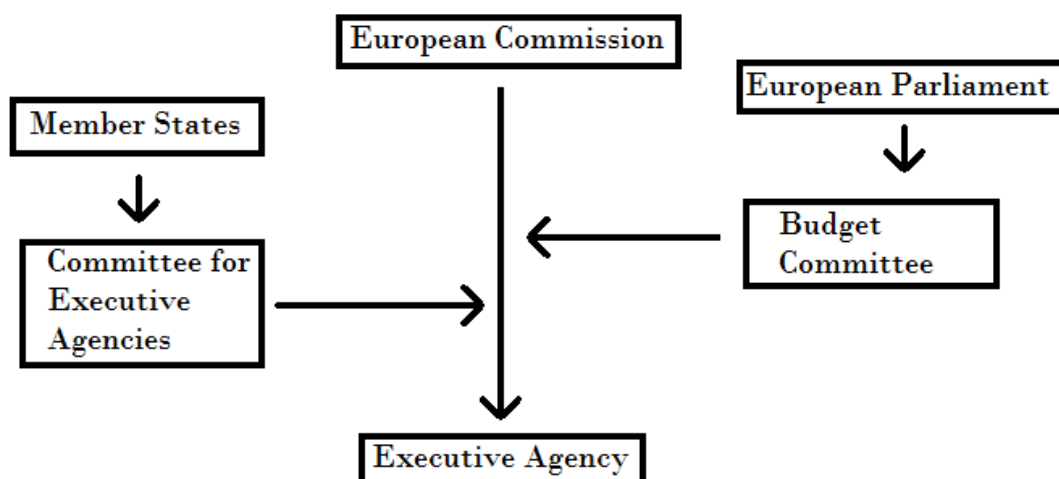 European Commission
European Parliament
Member States
Budget
Committee
Committee for
Executive
Agencies
Executive Agency